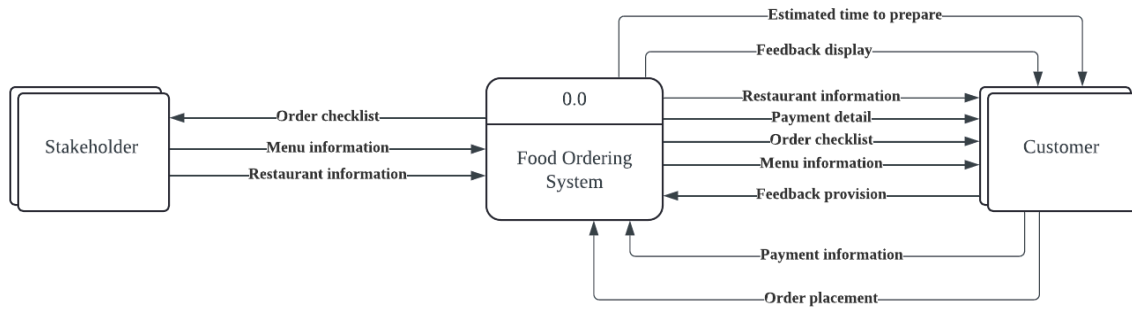 Estimated time to prepare
Feedback display
0.0
Restaurant information
Order checklist
Payment detail
Stakeholder
Menu information
Food Ordering
System
Order checklist
Customer
Restaurant information
Menu information
Feedback provision
Payment information
Order placement